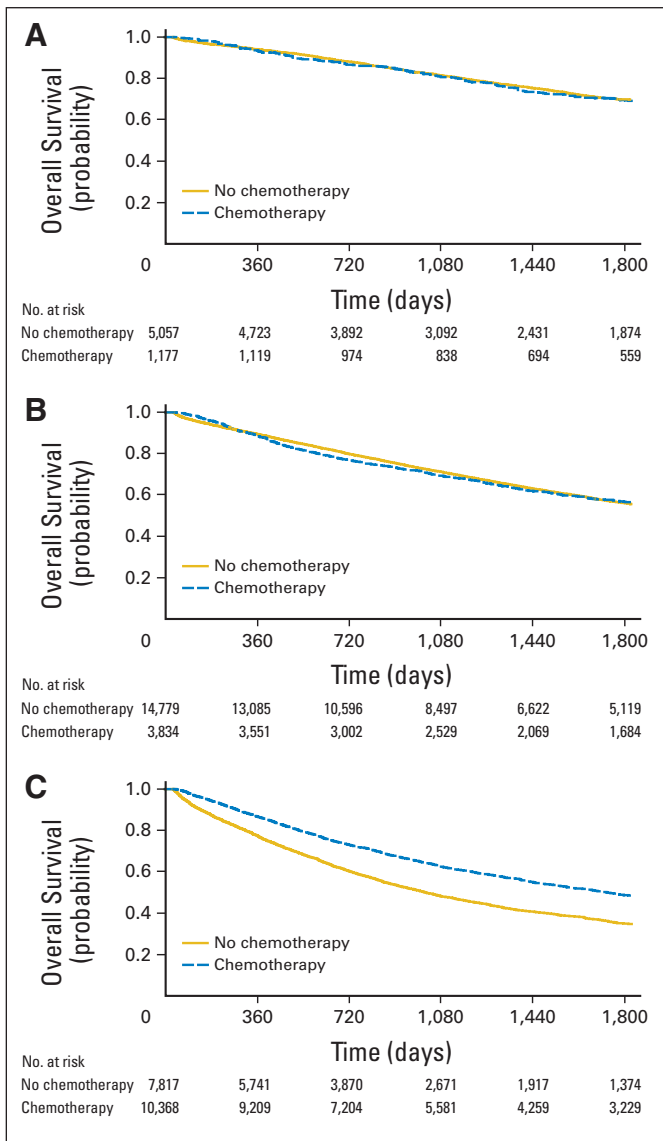 A
Overall Survival
(probability)
1.0
0.8
0.6
0.4
0.2
No chemotherapy
Chemotherapy
0 360 720 1,080 1,440 1,800
Time (days)
No. at risk
No chemotherapy 5,057 4,723 3,892 3,092 2,431 1,874
Chemotherapy 1,177 1,119 974 838 694 559
B
Overall Survival
(probability)
1.0
0.8
0.6
0.4
0.2
No chemotherapy
Chemotherapy
0 360 720 1,080 1,440 1,800
Time (days)
No. at risk
No chemotherapy 14,779 13,085 10,596 8,497 6,622 5,119
Chemotherapy 3,834 3,551 3,002 2,529 2,069 1,684
C
Overall Survival
(probability)
1.0
0.8
0.6
0.4
0.2
No chemotherapy
Chemotherapy
0 360 720 1,080 1,440 1,800
Time (days)
No. at risk
No chemotherapy 7,817 5,741 3,870 2,671 1,917 1,374
Chemotherapy 10,368 9,209 7,204 5,581 4,259 3,229